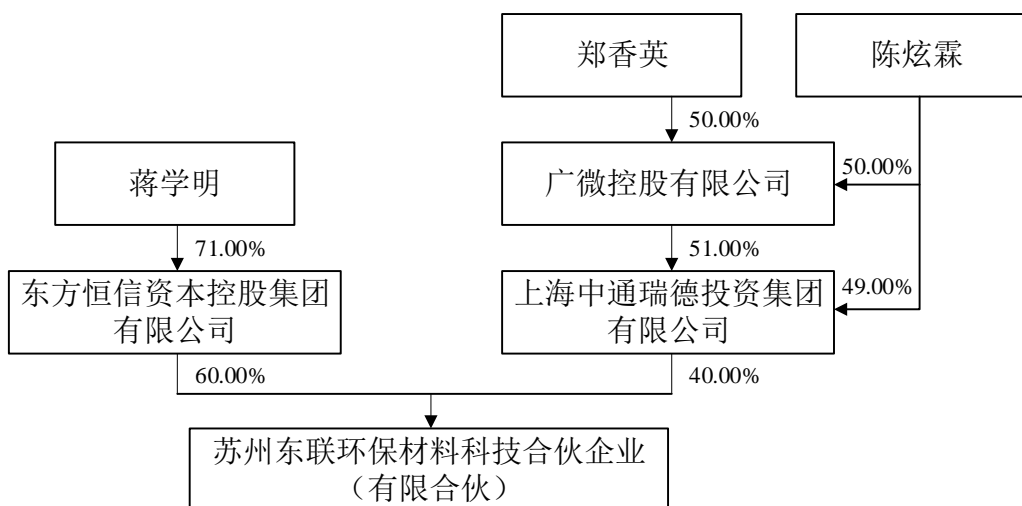 郑香英
陈炫霖
50.00%
蒋学明
广微控股有限公司
50.00%
71.00%
51.00%
东方恒信资本控股集团
有限公司
上海中通瑞德投资集团
有限公司
49.00%
60.00%
40.00%
苏州东联环保材料科技合伙企业
（有限合伙）